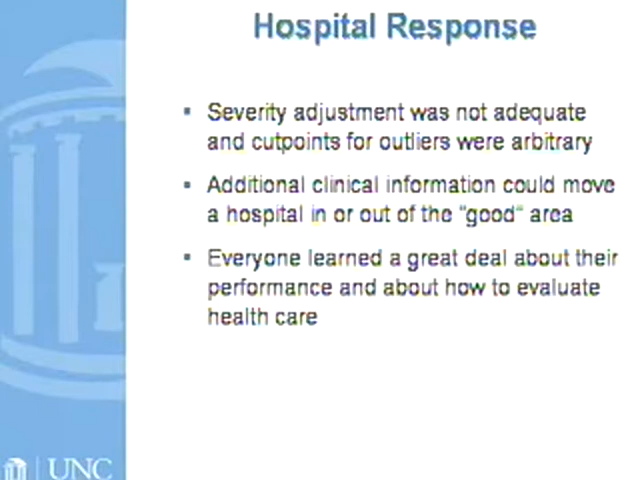 Hospital Response
▪ Severity adjustment was not adequate
and cutpoints for outliers were arbitrary
▪ Additional clinical information could move
a hospital in or out of the "good" area
▪ Everyone learned a great deal about their
performance and about how to evaluate
health care
UNC